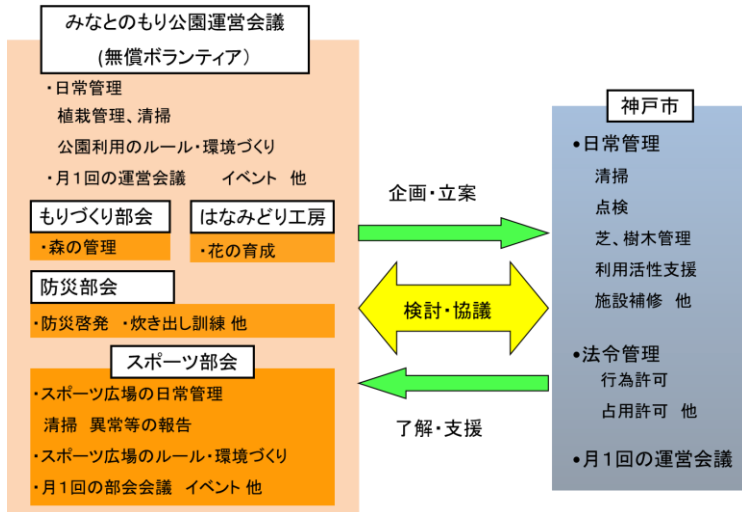 みなとのもり公園運営会議
(無償ボランティア）
・日常管理
植栽管理、清掃
公園利用のルール・環境づくり
・月1回の運営会議　イベント　他
もりづくり部会
・森の管理
はなみどり工房
・花の育成
防災部会
・防災啓発　・炊き出し訓練 他
スポーツ部会
・スポーツ広場の日常管理
清掃　異常等の報告
・スポーツ広場のルール・環境づくり
・月1回の部会会議　イベント 他
企画・立案
検討・協議
了解・支援
神戸市
•日常管理
清掃
点検
芝、樹木管理
利用活性支援
施設補修　他
•法令管理
行為許可
占用許可　他
•月1回の運営会議